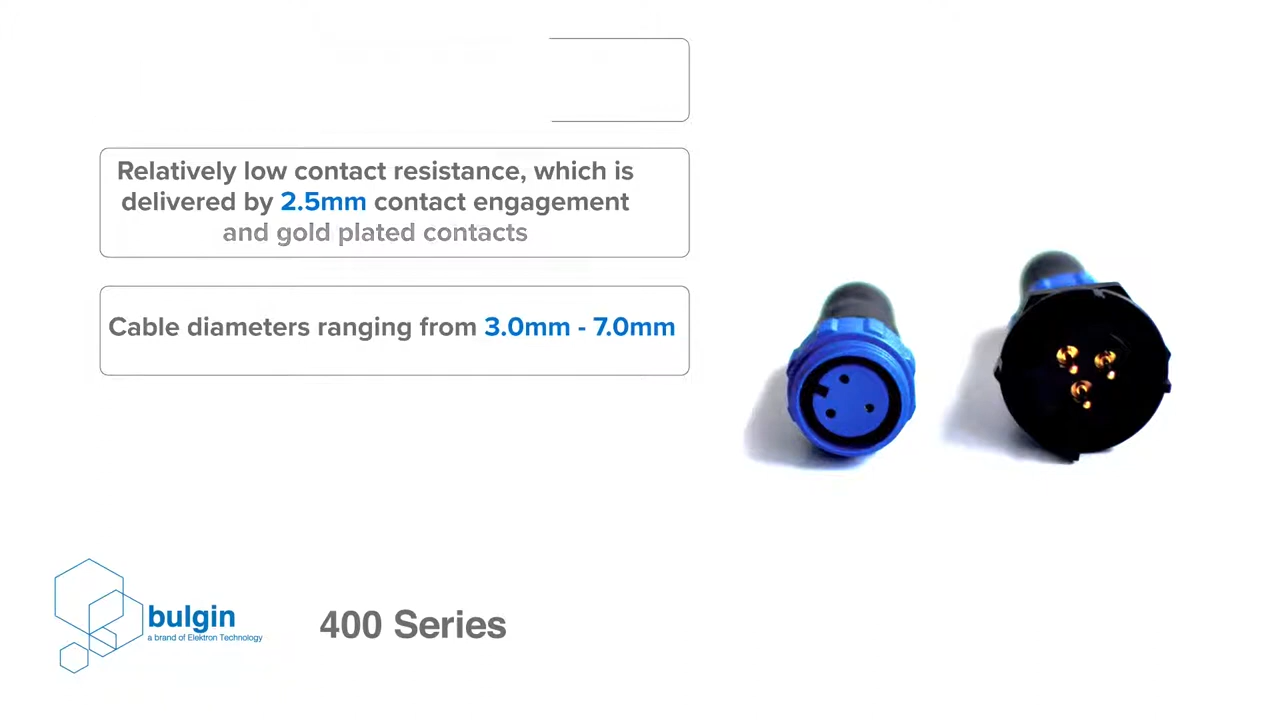 Relatively low contact resistance, which is
delivered by 2.5mm contact engagement
and gold plated contacts
Cable diameters ranging from 3.0mm - 7.0mm
bulgin
a brand of Elektron Technology
400 Series